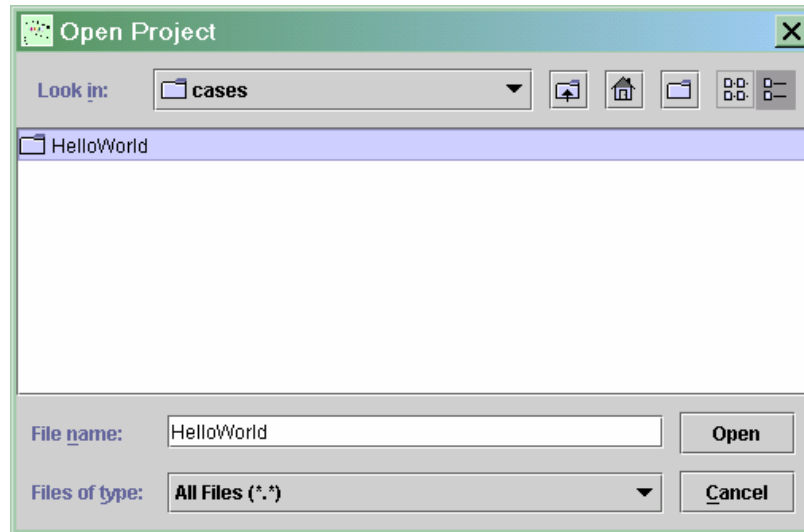 Open Project
Look in: cases
HelloWorld
File name: HelloWorld Open
Files of type: All Files (*.*) Cancel